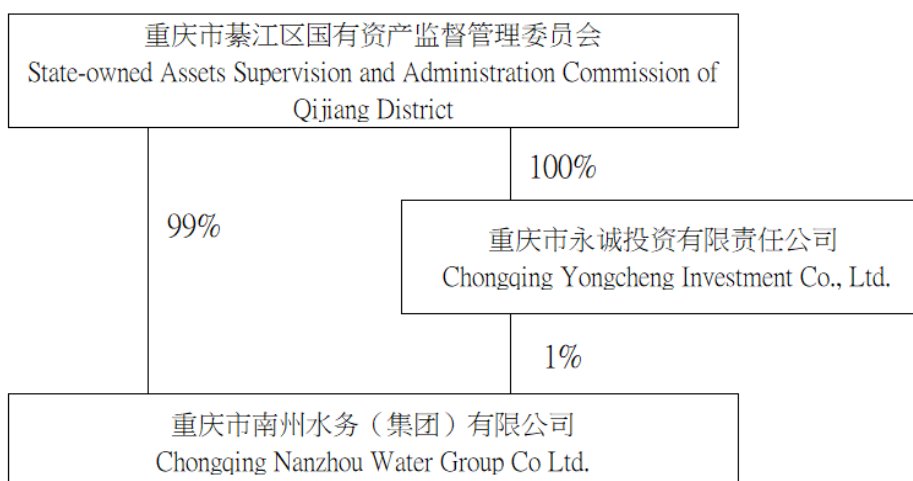 重庆市綦江区国有资产监督管理委员会
State-owned Assets Supervision and Administration Commission of
Qijiang District
100%
99%
重庆市永诚投资有限责任公司
Chongqing Yongcheng Investment Co., Ltd.
1%
重庆市南州水务（集团）有限公司
Chongqing Nanzhou Water Group Co Ltd.